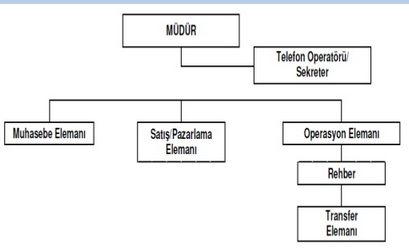 MÜDÜR
Telefon Operatörü/
Sekreter
Muhasebe Elemanı
Satış/Pazarlama
Elemanı
Operasyon Elemanı
Rehber
Transfer
Elemanı